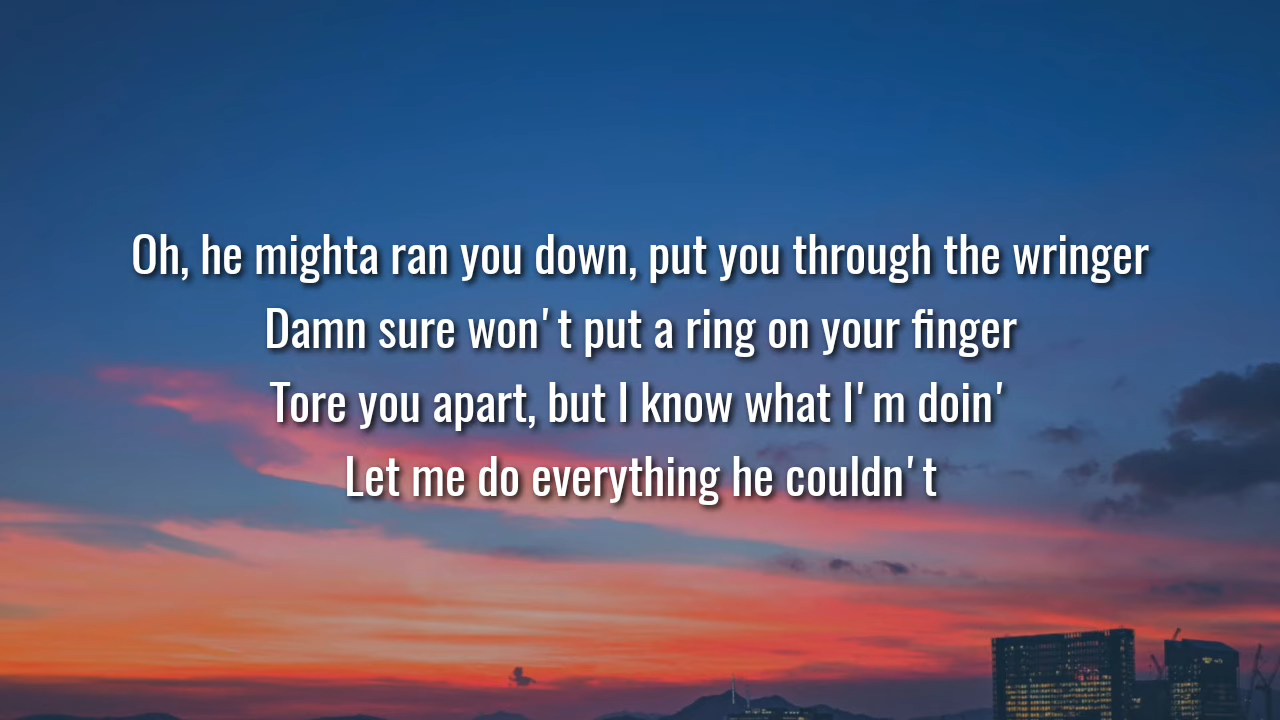 Oh, he mighta ran you down, put you through the wringer
Damn sure won't put a ring on your finger
Tore you apart, but I know what I'm doin'
Let me do everything he couldn't